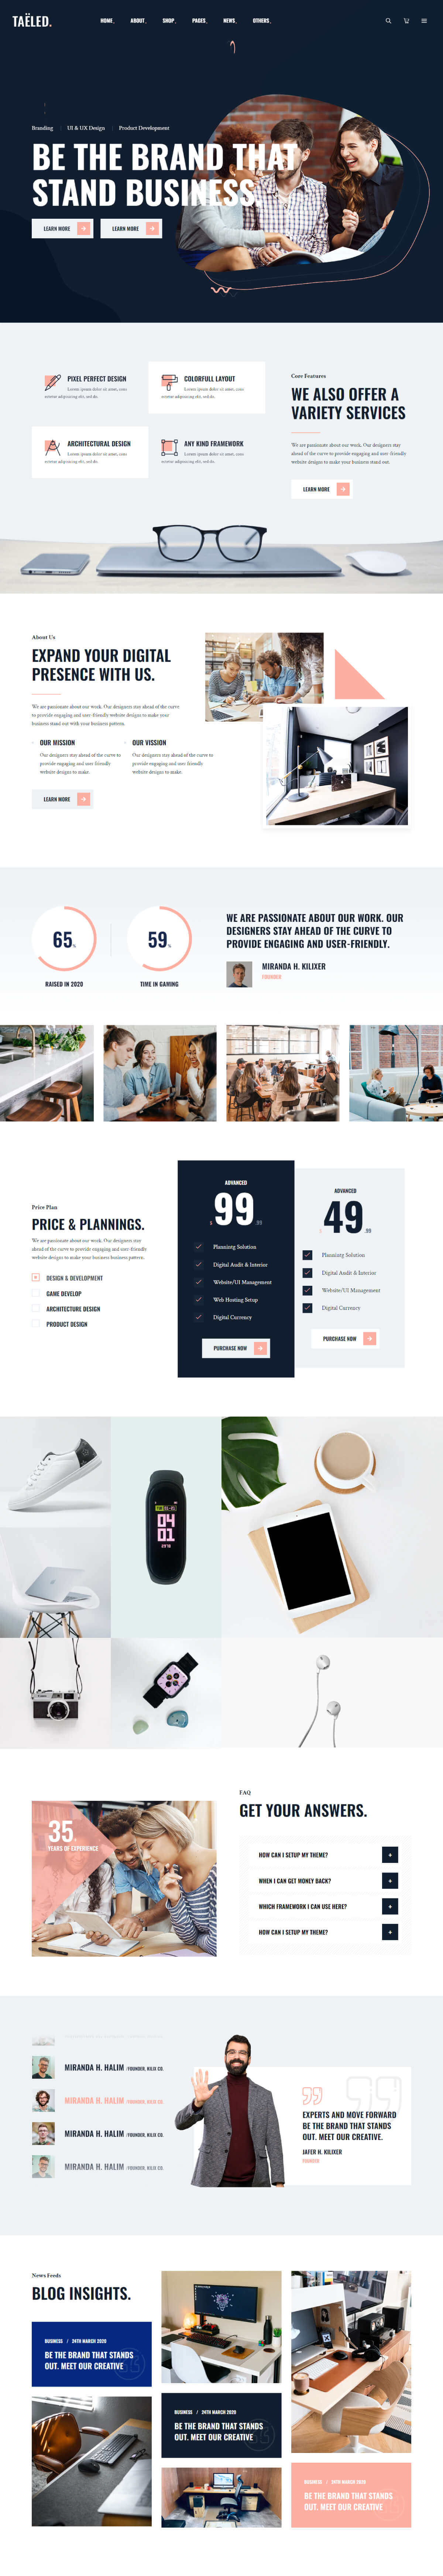 TAËLED.
HOME
ABOUT
SHOP
PAGES
NEWS
OTHERS
Branding
UI & UX Design
Product Development
BE THE BRAND THAT
STAND BUSINESS
LEARN MORE
LEARN MORE
PIXEL PERFECT DESIGN
Lorem ipsum dolor sit amet, cons
ectetur adipisicing elit, sed do.
COLORFULL LAYOUT
Lorem ipsum dolor sit amet, cons
ectetur adipisicing elit, sed do.
ARCHITECTURAL DESIGN
Lorem ipsum dolor sit amet, cons
ectetur adipisicing elit, sed do.
ANY KIND FRAMEWORK
Lorem ipsum dolor sit amet, cons
ectetur adipisicing elit, sed do.
Core Features
WE ALSO OFFER A
VARIETY SERVICES
We are passionate about our work. Our designers stay
ahead of the curve to provide engaging and user-friendly
website designs to make your business stand out.
LEARN MORE
About Us
EXPAND YOUR DIGITAL
PRESENCE WITH US.
We are passionate about our work. Our designers stay ahead of the curve
to provide engaging and user-friendly website designs to make your
business stand out with your business pattern.
OUR MISSION
Our designers stay ahead of the curve to
provide engaging and user friendly
website designs to make.
OUR VISSION
Our designers stay ahead of the curve to
provide engaging and user friendly
website designs to make.
LEARN MORE
65%
RAISED IN 2020
59%
TIME IN GAMING
WE ARE PASSIONATE ABOUT OUR WORK. OUR
DESIGNERS STAY AHEAD OF THE CURVE TO
PROVIDE ENGAGING AND USER-FRIENDLY.
MIRANDA H. KILIXER
FOUNDER
Price Plan
PRICE & PLANNINGS.
We are passionate about our work. Our designers stay
ahead of the curve to provide engaging and user-friendly
website designs to make your business business pattern.
DESIGN & DEVELOPMENT
GAME DEVELOP
ARCHITECTURE DESIGN
PRODUCT DESIGN
ADVANCED
$ 99 .99
Plannintg Solution
Digital Audit & Interior
Website/UI Management
Web Hosting Setup
Digital Currency
PURCHASE NOW
ADVANCED
$ 49 .99
Plannintg Solution
Digital Audit & Interior
Website/UI Management
Digital Currency
PURCHASE NOW
04
01
35
YEARS OF EXPERIENCE
FAQ
GET YOUR ANSWERS.
HOW CAN I SETUP MY THEME?
WHEN I CAN GET MONEY BACK?
WHICH FRAMEWORK I CAN USE HERE?
HOW CAN I SETUP MY THEME?
MIRANDA H. HALIM /FOUNDER, KILIX CO.
MIRANDA H. HALIM /FOUNDER, KILIX CO.
MIRANDA H. HALIM /FOUNDER, KILIX CO.
MIRANDA H. HALIM /FOUNDER, KILIX CO.
EXPERTS AND MOVE FORWARD
BE THE BRAND THAT STANDS
OUT. MEET OUR CREATIVE.
JAFER H. KILIXER
FOUNDER
News Feeds
BLOG INSIGHTS.
BUSINESS / 24TH MARCH 2020
BE THE BRAND THAT STANDS
OUT. MEET OUR CREATIVE
BUSINESS / 24TH MARCH 2020
BE THE BRAND THAT STANDS
OUT. MEET OUR CREATIVE
BUSINESS / 24TH MARCH 2020
BE THE BRAND THAT STANDS
OUT. MEET OUR CREATIVE